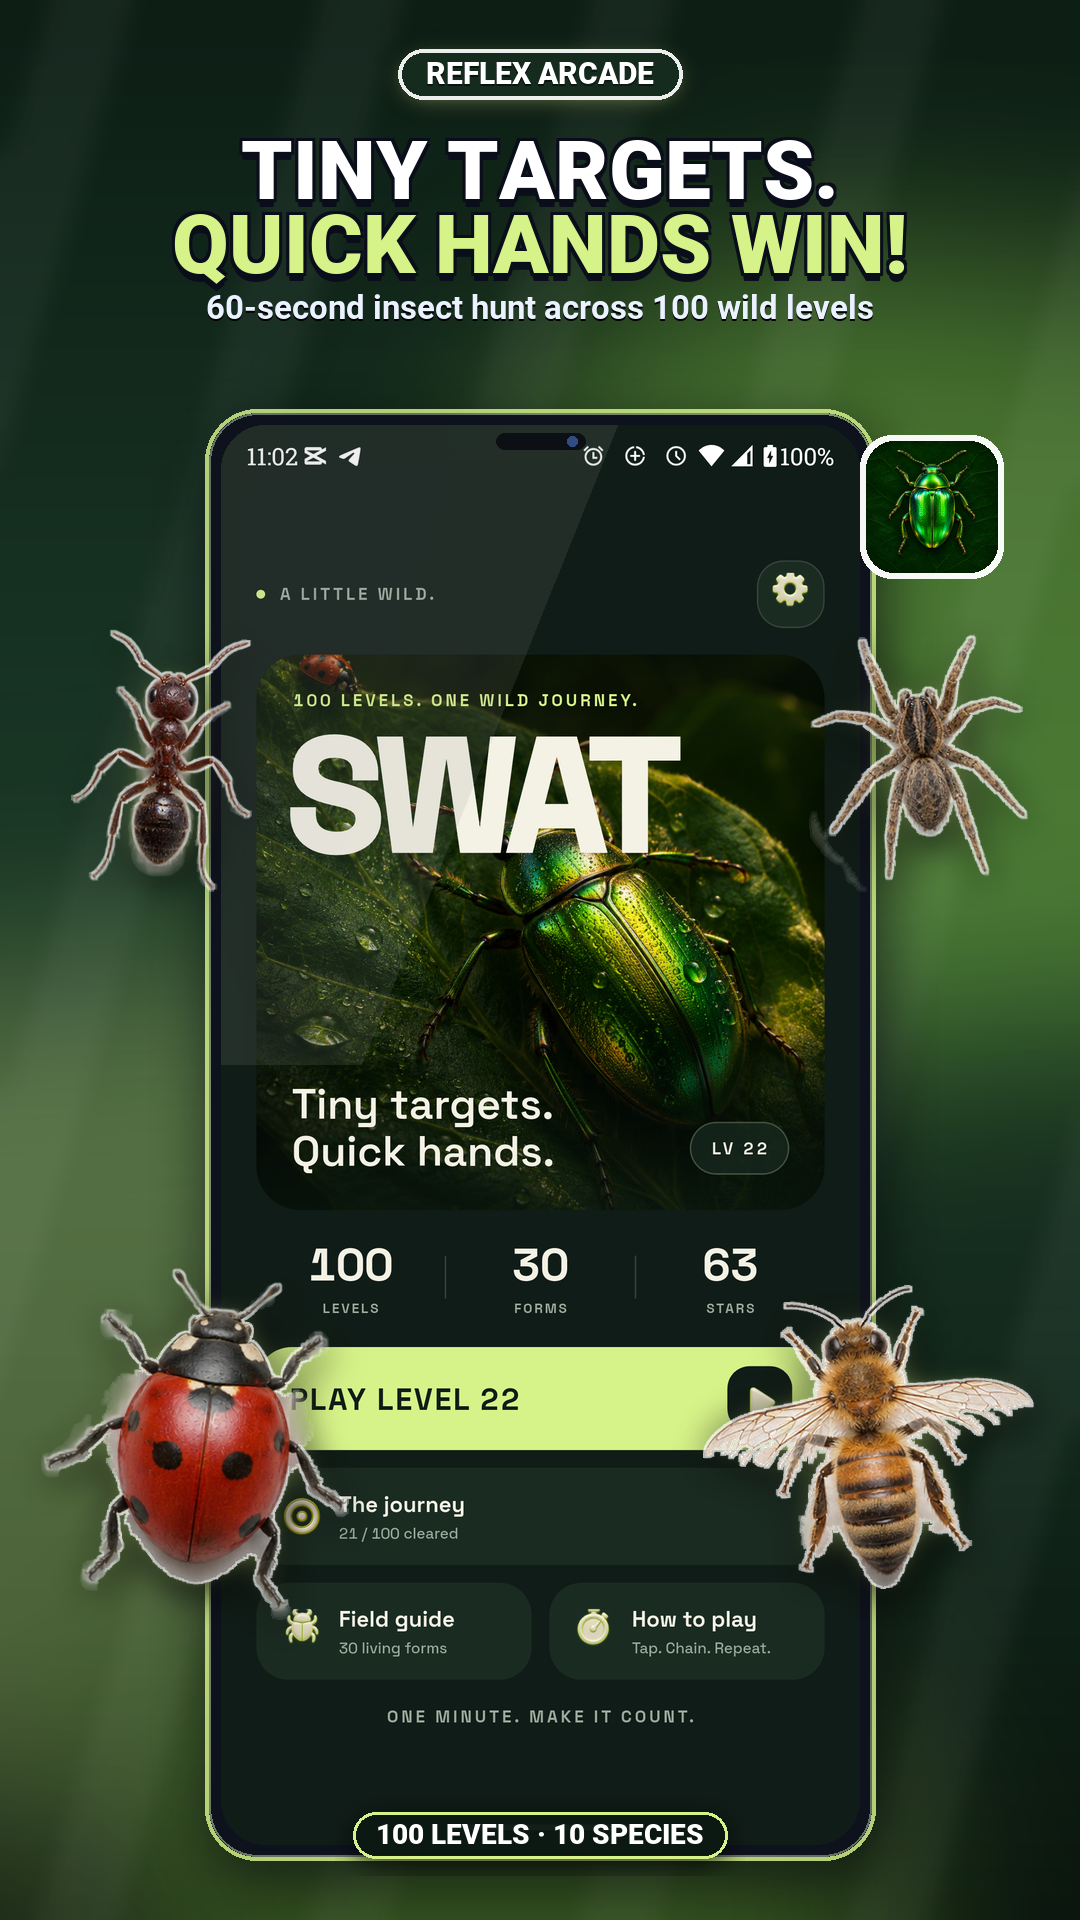 REFLEX ARCADE
TINY TARGETS.
QUICK HANDS WIN!
60-second insect hunt across 100 wild levels
11:02
100%
A LITTLE WILD.
100 LEVELS. ONE WILD JOURNEY.
SWAT
Tiny targets.
Quick hands.
LV 22
100
30
63
LEVELS
FORMS
STARS
PLAY LEVEL 22
The journey
21 / 100 cleared
Field guide
How to play
30 living forms
Tap. Chain. Repeat.
ONE MINUTE. MAKE IT COUNT.
100 LEVELS · 10 SPECIES